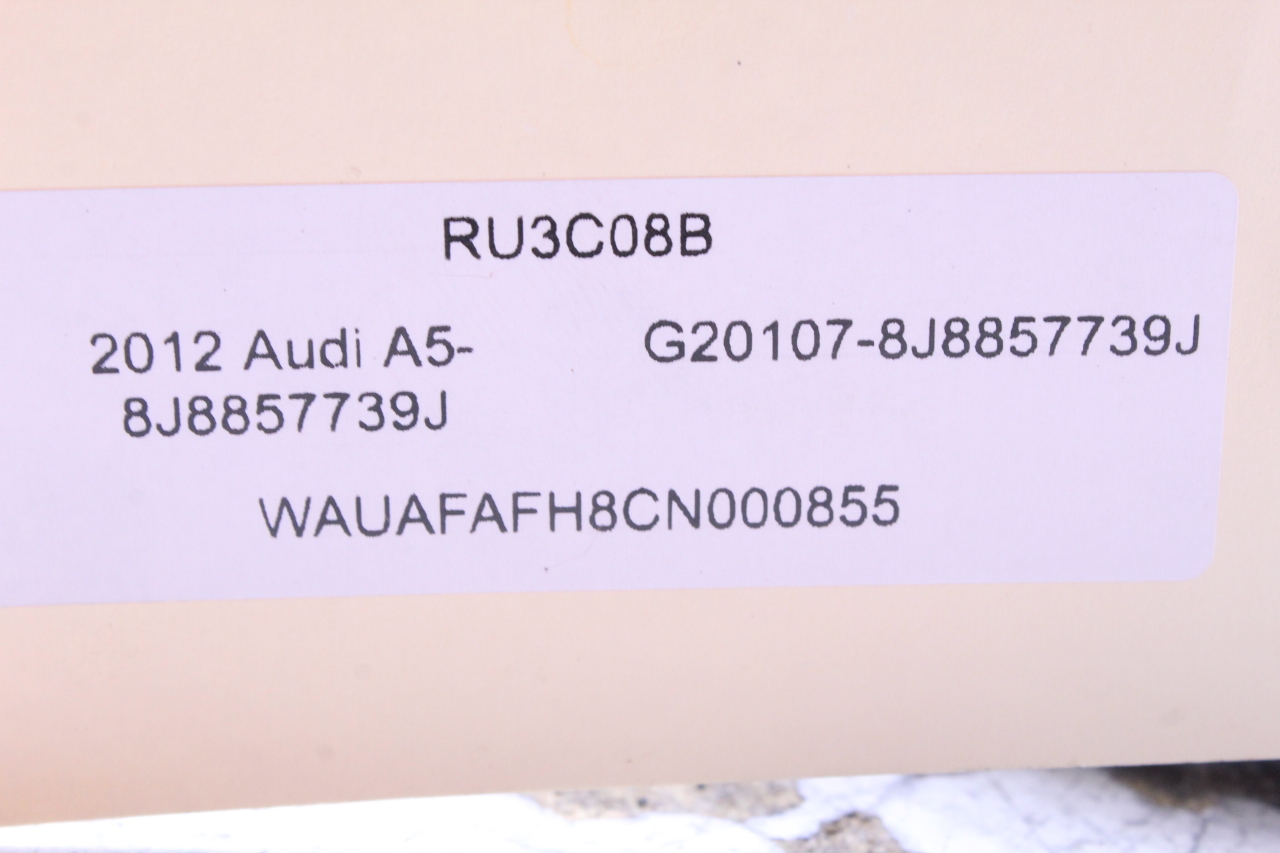 RU3C08B
2012 Audi A5-
8J8857739J
G20107-8J8857739J
WAUAFAFH8CN000855